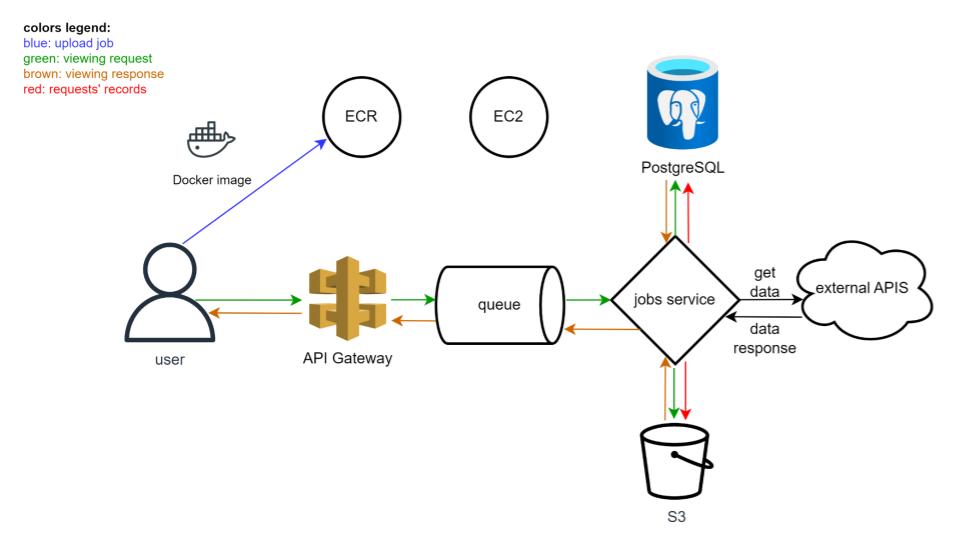 colors legend:
blue: upload job
green: viewing request
brown: viewing response
red: requests' records
ECR
EC2
Docker image
PostgreSQL
get
data
external APIS
queue
jobs service
data
response
user
API Gateway
S3